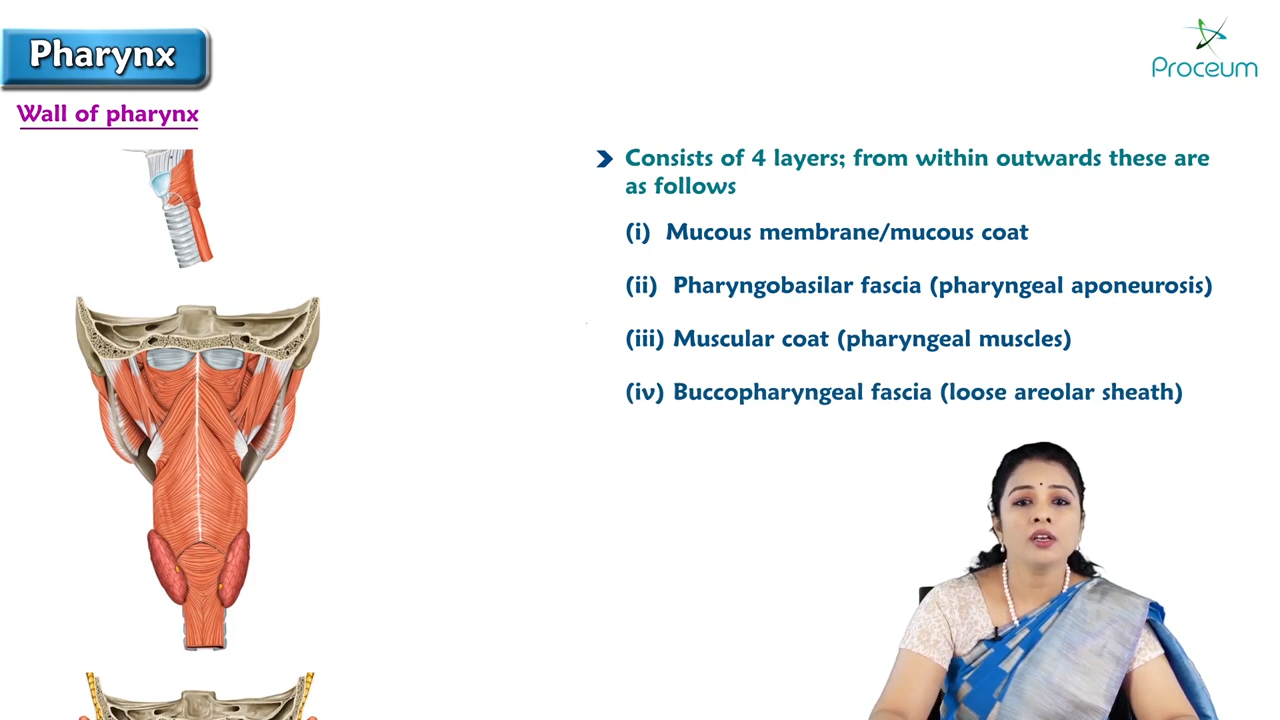 Pharynx
Proceum
Wall of pharynx
Consists of 4 layers; from within outwards these are
as follows
(i) Mucous membrane/mucous coat
(ii) Pharyngobasilar fascia (pharyngeal aponeurosis)
(iii) Muscular coat (pharyngeal muscles)
(iv) Buccopharyngeal fascia (loose areolar sheath)